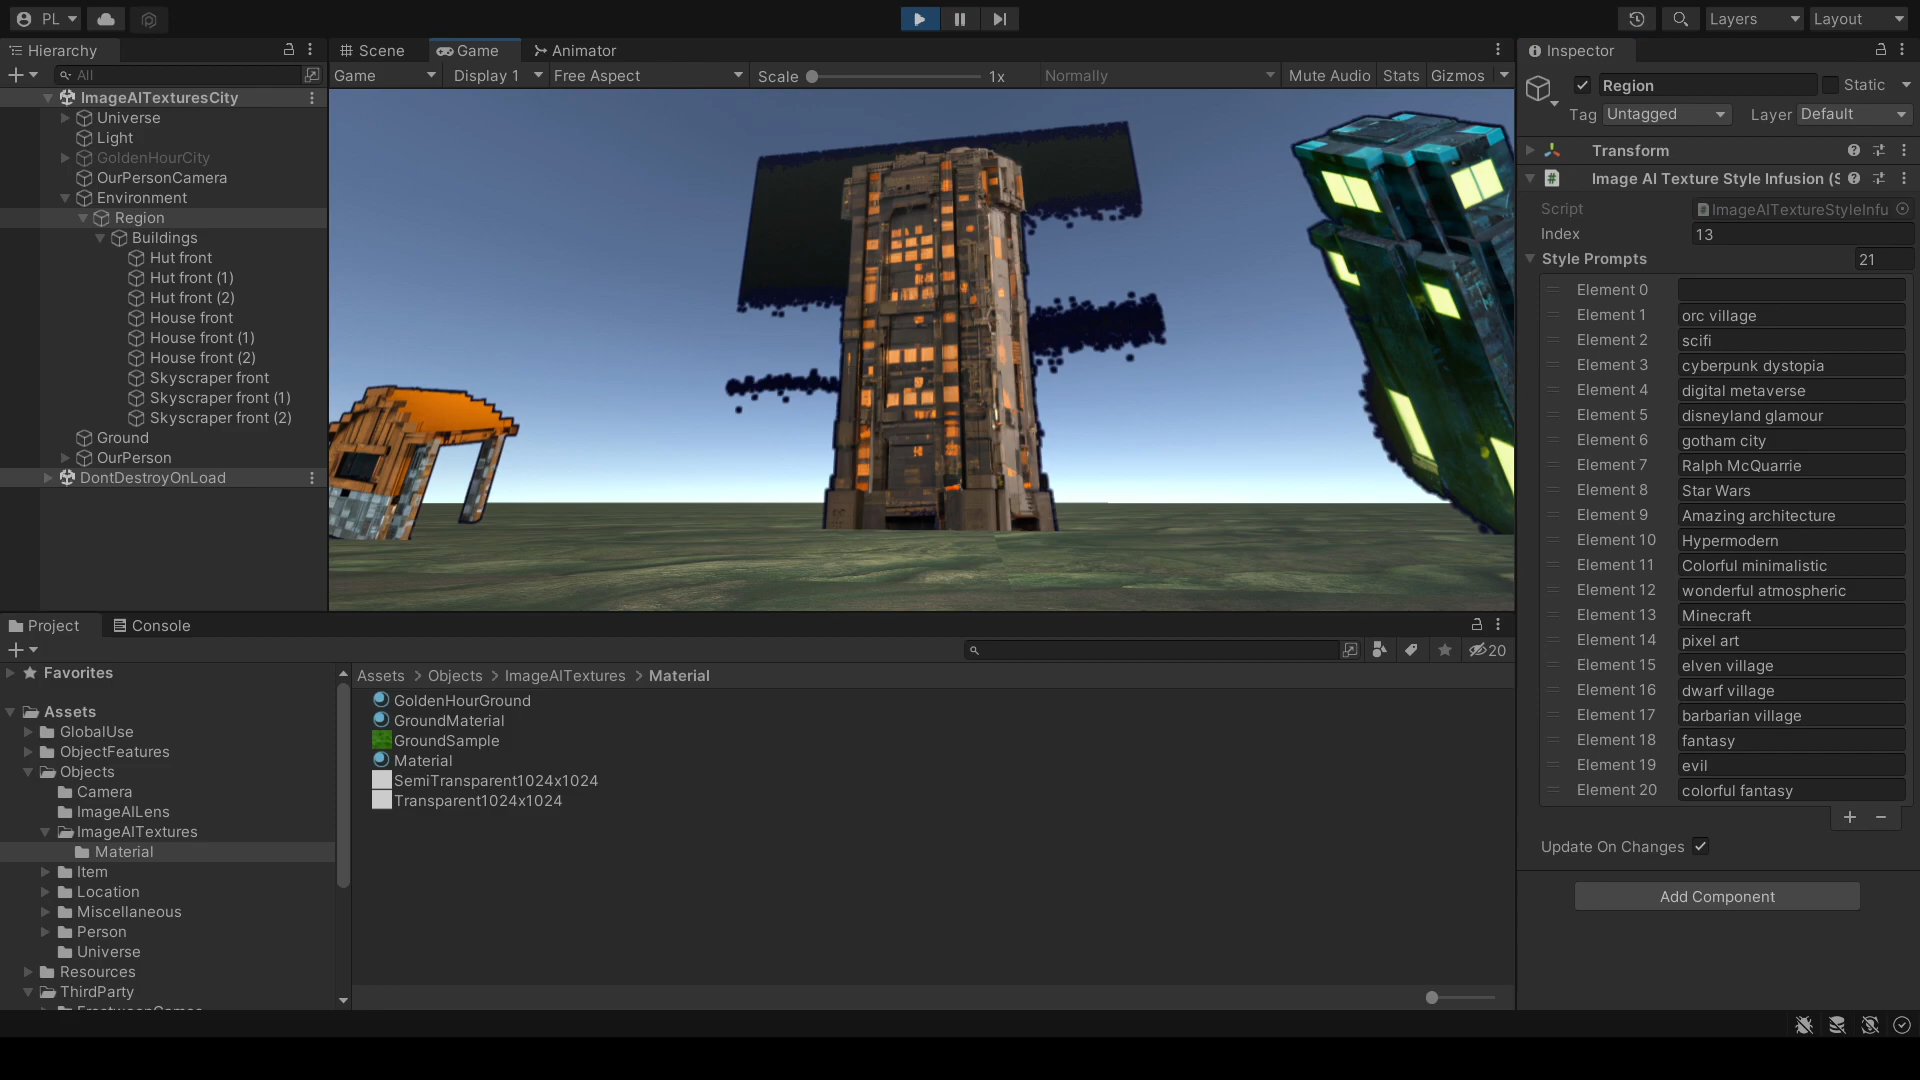 PL
Layers
Layout
Hierarchy
All
ImageAITexturesCity
Universe
Light
GoldenHourCity
OurPersonCamera
Environment
Region
Buildings
Hut front
Hut front (1)
Hut front (2)
House front
House front (1)
House front (2)
Skyscraper front
Skyscraper front (1)
Skyscraper front (2)
Ground
OurPerson
DontDestroyOnLoad
Scene
Game
Animator
Game
Display 1
Free Aspect
Scale
1x
Normally
Mute Audio
Stats
Gizmos
Inspector
Region
Static
Tag
Untagged
Layer
Default
Transform
Image AI Texture Style Infusion (S
Script
ImageAITextureStyleInfu
Index
13
Style Prompts
21
Element 0
Element 1
orc village
Element 2
scifi
Element 3
cyberpunk dystopia
Element 4
digital metaverse
Element 5
disneyland glamour
Element 6
gotham city
Element 7
Ralph McQuarrie
Element 8
Star Wars
Element 9
Amazing architecture
Element 10
Hypermodern
Element 11
Colorful minimalistic
Element 12
wonderful atmospheric
Element 13
Minecraft
Element 14
pixel art
Element 15
elven village
Element 16
dwarf village
Element 17
barbarian village
Element 18
fantasy
Element 19
evil
Element 20
colorful fantasy
Update On Changes
Add Component
Project
Console
20
Favorites
Assets
GlobalUse
ObjectFeatures
Objects
Camera
ImageAILens
ImageAITextures
Material
Item
Location
Miscellaneous
Person
Universe
Resources
ThirdParty
Assets > Objects > ImageAITextures > Material
GoldenHourGround
GroundMaterial
GroundSample
Material
SemiTransparent1024x1024
Transparent1024x1024